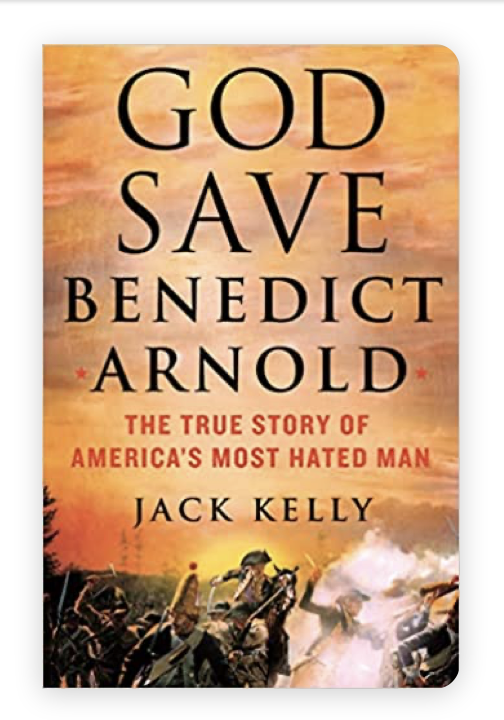 GOD
SAVE
BENEDICT
ARNOLD
THE TRUE STORY OF
AMERICA'S MOST HATED MAN
JACK KELLY